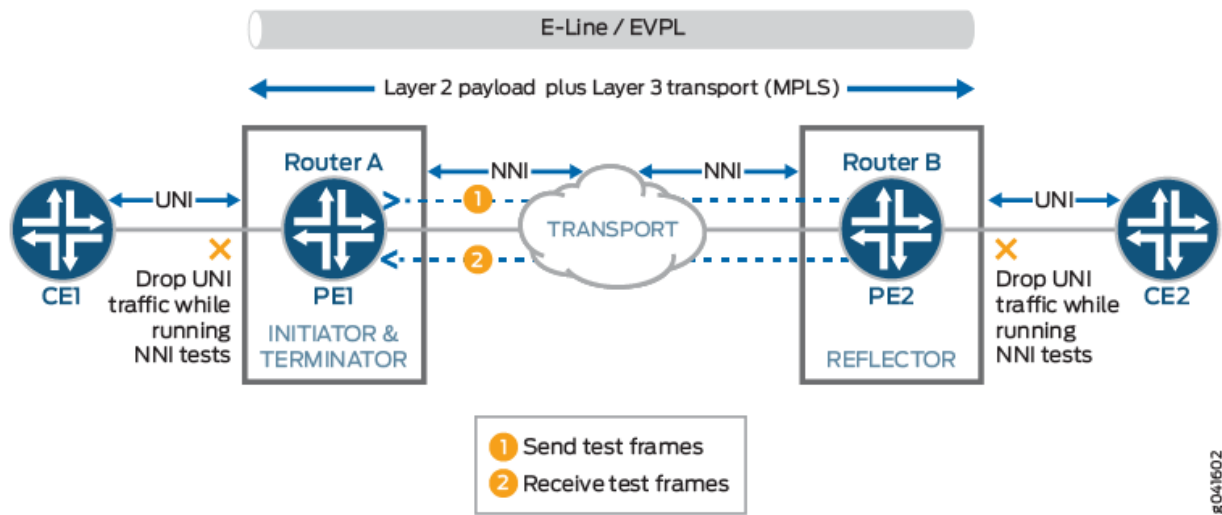 E-Line / EVPL
Layer 2 payload plus Layer 3 transport (MPLS)
Router A
NNI
NNI
Router B
UNI
UNI
1
TRANSPORT
2
CE1
Drop UNI
traffic while
running
NNI tests
PE1
INITIATOR &
TERMINATOR
PE2
REFLECTOR
Drop UNI
traffic while
running
NNI tests
CE2
1 Send test frames
2 Receive test frames
g041602